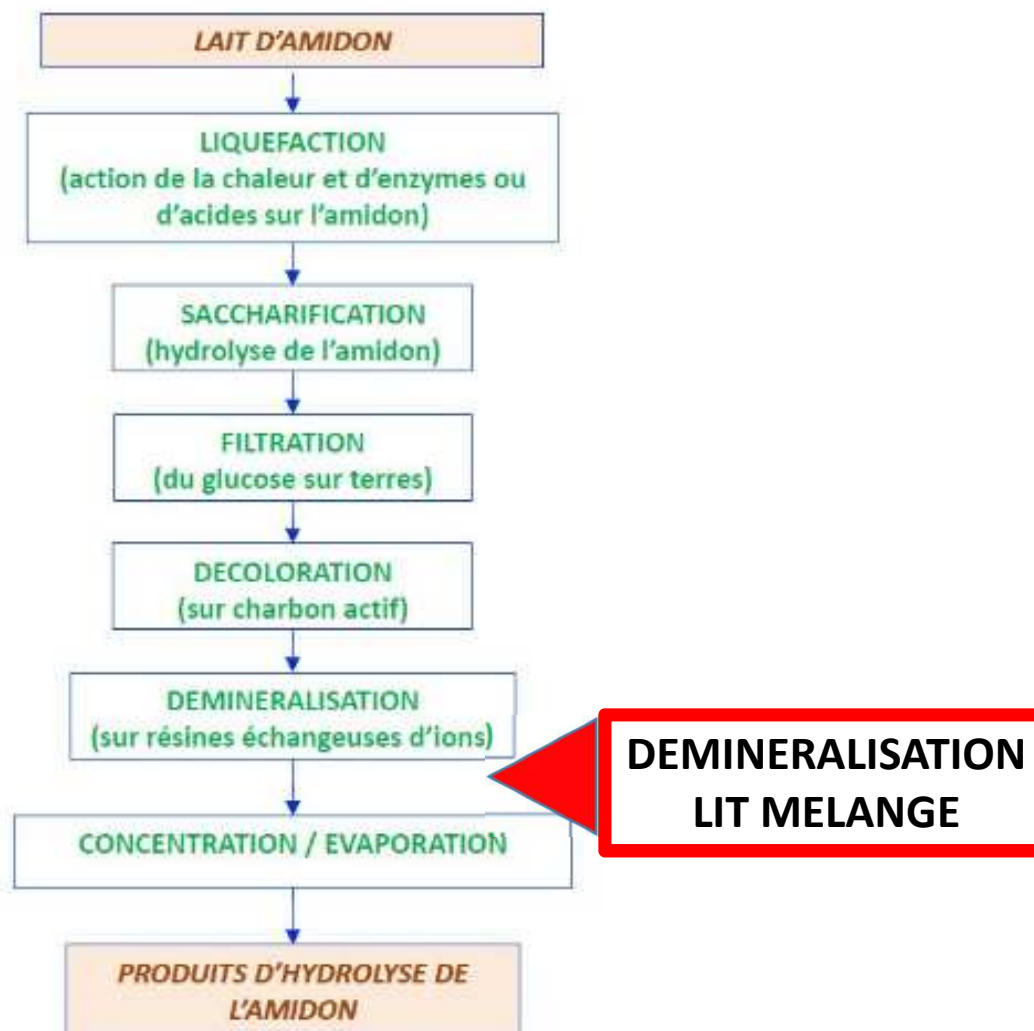 LAIT D'AMIDON
LIQUEFACTION
(action de la chaleur et d'enzymes ou
d'acides sur l'amidon)
SACCHARIFICATION
(hydrolyse de l'amidon)
FILTRATION
(du glucose sur terres)
DECOLORATION
(sur charbon actif)
DEMINERALISATION
(sur résines échangeuses d'ions)
DEMINERALISATION
LIT MELANGE
CONCENTRATION / EVAPORATION
PRODUITS D'HYDROLYSE DE
L'AMIDON